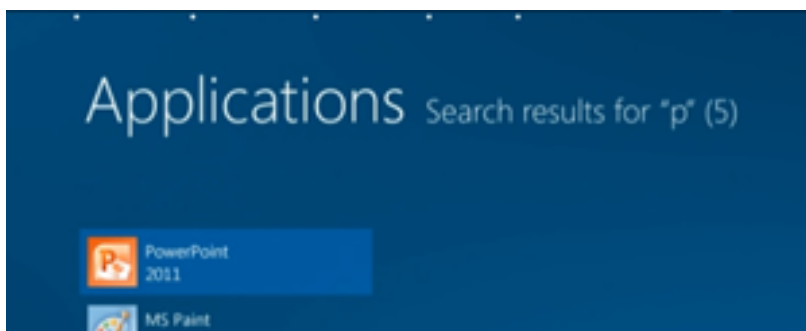 Applications Search results for "p" (5)
PowerPoint
2011
MS Paint